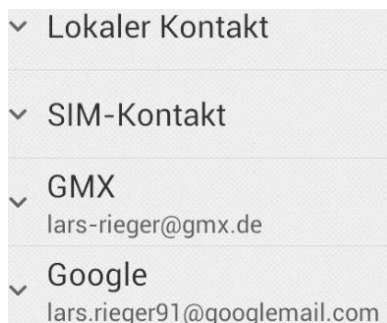 Lokaler Kontakt
SIM-Kontakt
GMX
lars-rieger@gmx.de
Google
lars.rieger91@googlemail.com